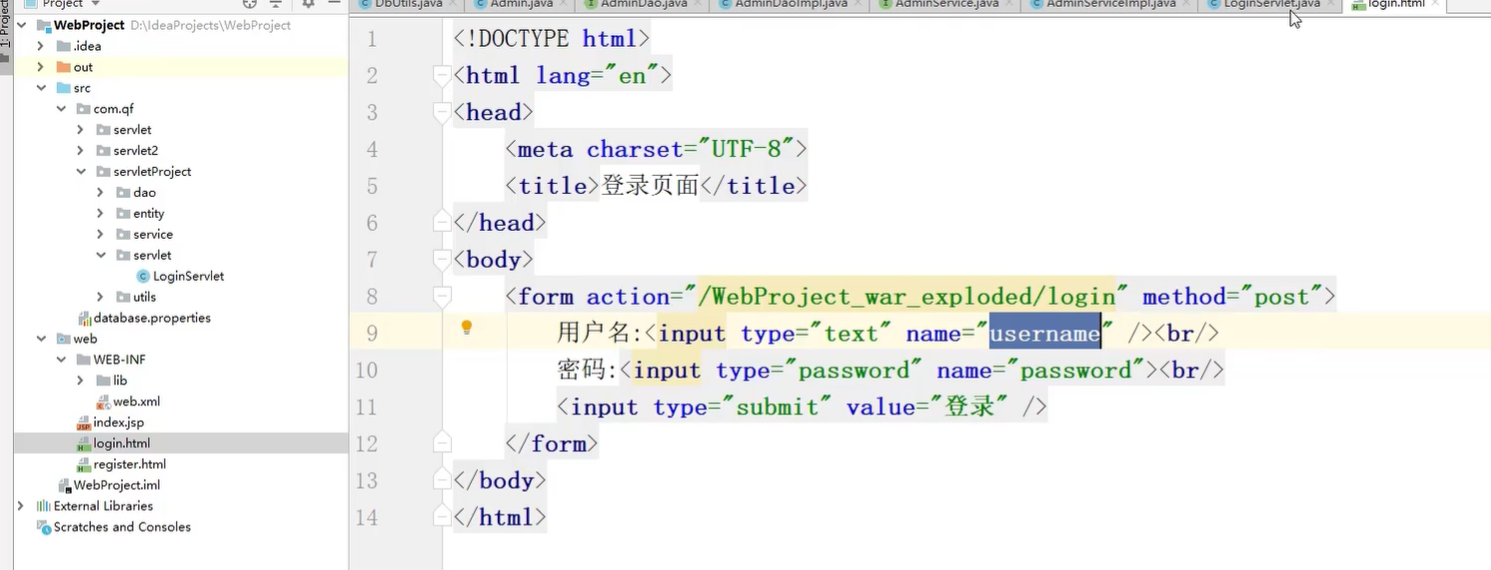 1: Project
Project
DbUtils.java
Admin.java
AdminDao.java
AdminDaoImpl.java
AdminService.java
AdminServiceImpl.java
LoginServlet.java
login.html
WebProject D:\IdeaProjects\WebProject
.idea
out
src
com.qf
servlet
servlet2
servletProject
dao
entity
service
servlet
LoginServlet
utils
database.properties
web
WEB-INF
lib
web.xml
index.jsp
login.html
register.html
WebProject.iml
External Libraries
Scratches and Consoles
1 <!DOCTYPE html>
2 <html lang="en">
3 <head>
4 <meta charset="UTF-8">
5 <title>登录页面</title>
6 </head>
7 <body>
8 <form action="/WebProject_war_exploded/login" method="post">
9 用户名:<input type="text" name="username" /><br/>
10 密码:<input type="password" name="password"><br/>
11 <input type="submit" value="登录" />
12 </form>
13 </body>
14 </html>